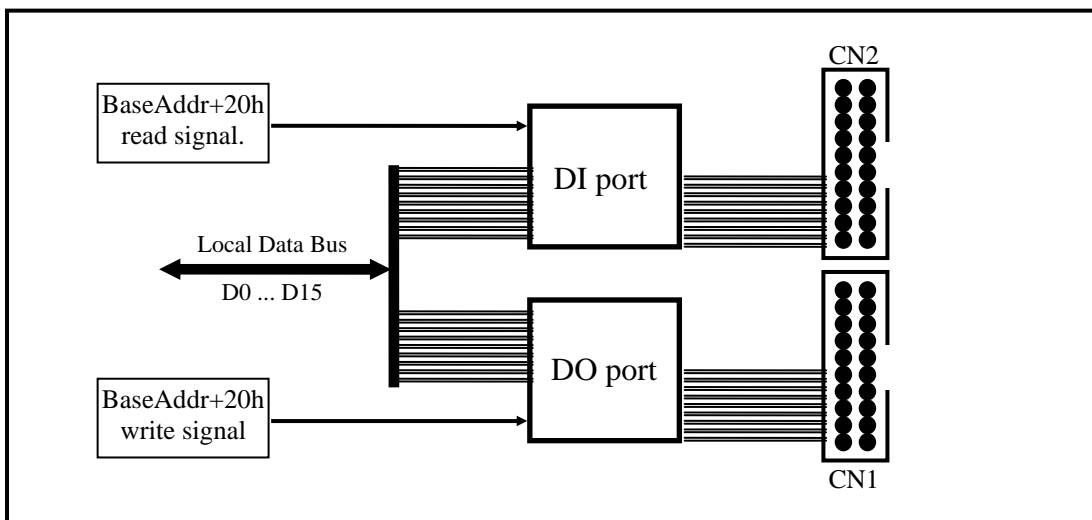 CN2
BaseAddr+20h
read signal.
DI port
Local Data Bus
D0 ... D15
DO port
BaseAddr+20h
write signal
CN1